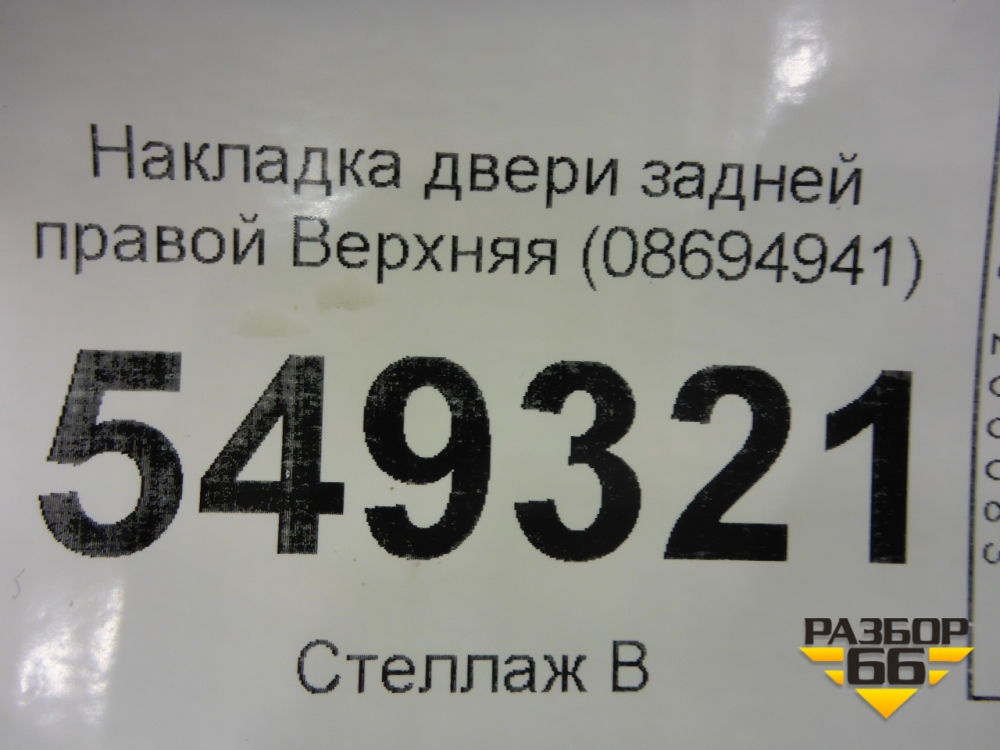 Накладка двери задней
правой Верхняя (08694941)
549321
Стеллаж В
РАЗБОР
66